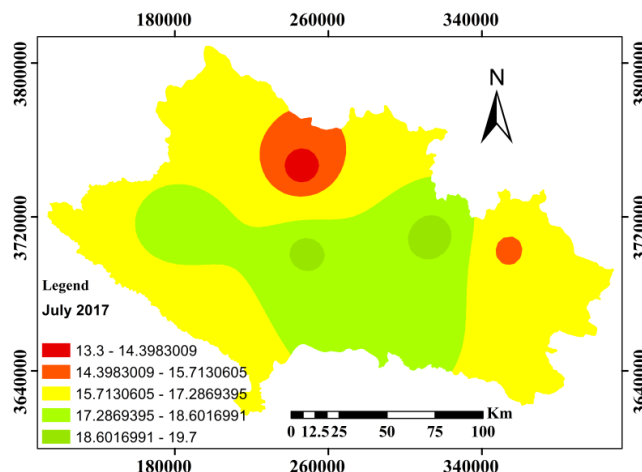 180000 260000 340000
3800000 3800000
N
3720000 3720000
Legend
July 2017
13.3 - 14.3983009
14.3983009 - 15.7130605
15.7130605 - 17.2869395
17.2869395 - 18.6016991
18.6016991 - 19.7
3640000 3640000
Km
0 12.5 25 50 75 100
180000 260000 340000